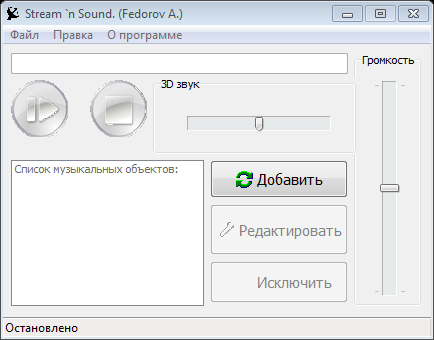 Stream `n Sound. (Fedorov A.)
Файл Правка О программе
Громкость
3D звук
Список музыкальных объектов:
Добавить
Редактировать
Исключить
Остановлено